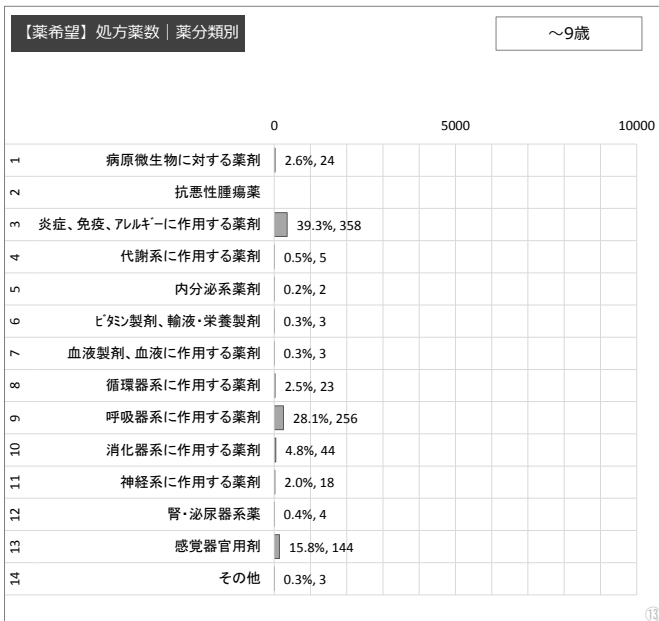 【薬希望】処方薬数｜薬分類別
～9歳
0 5000 10000
1 病原微生物に対する薬剤 2.6%, 24
2 抗悪性腫瘍薬
3 炎症、免疫、ｱﾚﾙｷﾞｰに作用する薬剤 39.3%, 358
4 代謝系に作用する薬剤 0.5%, 5
5 内分泌系薬剤 0.2%, 2
6 ﾋﾞﾀﾐﾝ製剤、輸液･栄養製剤 0.3%, 3
7 血液製剤、血液に作用する薬剤 0.3%, 3
8 循環器系に作用する薬剤 2.5%, 23
9 呼吸器系に作用する薬剤 28.1%, 256
10 消化器系に作用する薬剤 4.8%, 44
11 神経系に作用する薬剤 2.0%, 18
12 腎･泌尿器系薬 0.4%, 4
13 感覚器官用剤 15.8%, 144
14 その他 0.3%, 3
⑬